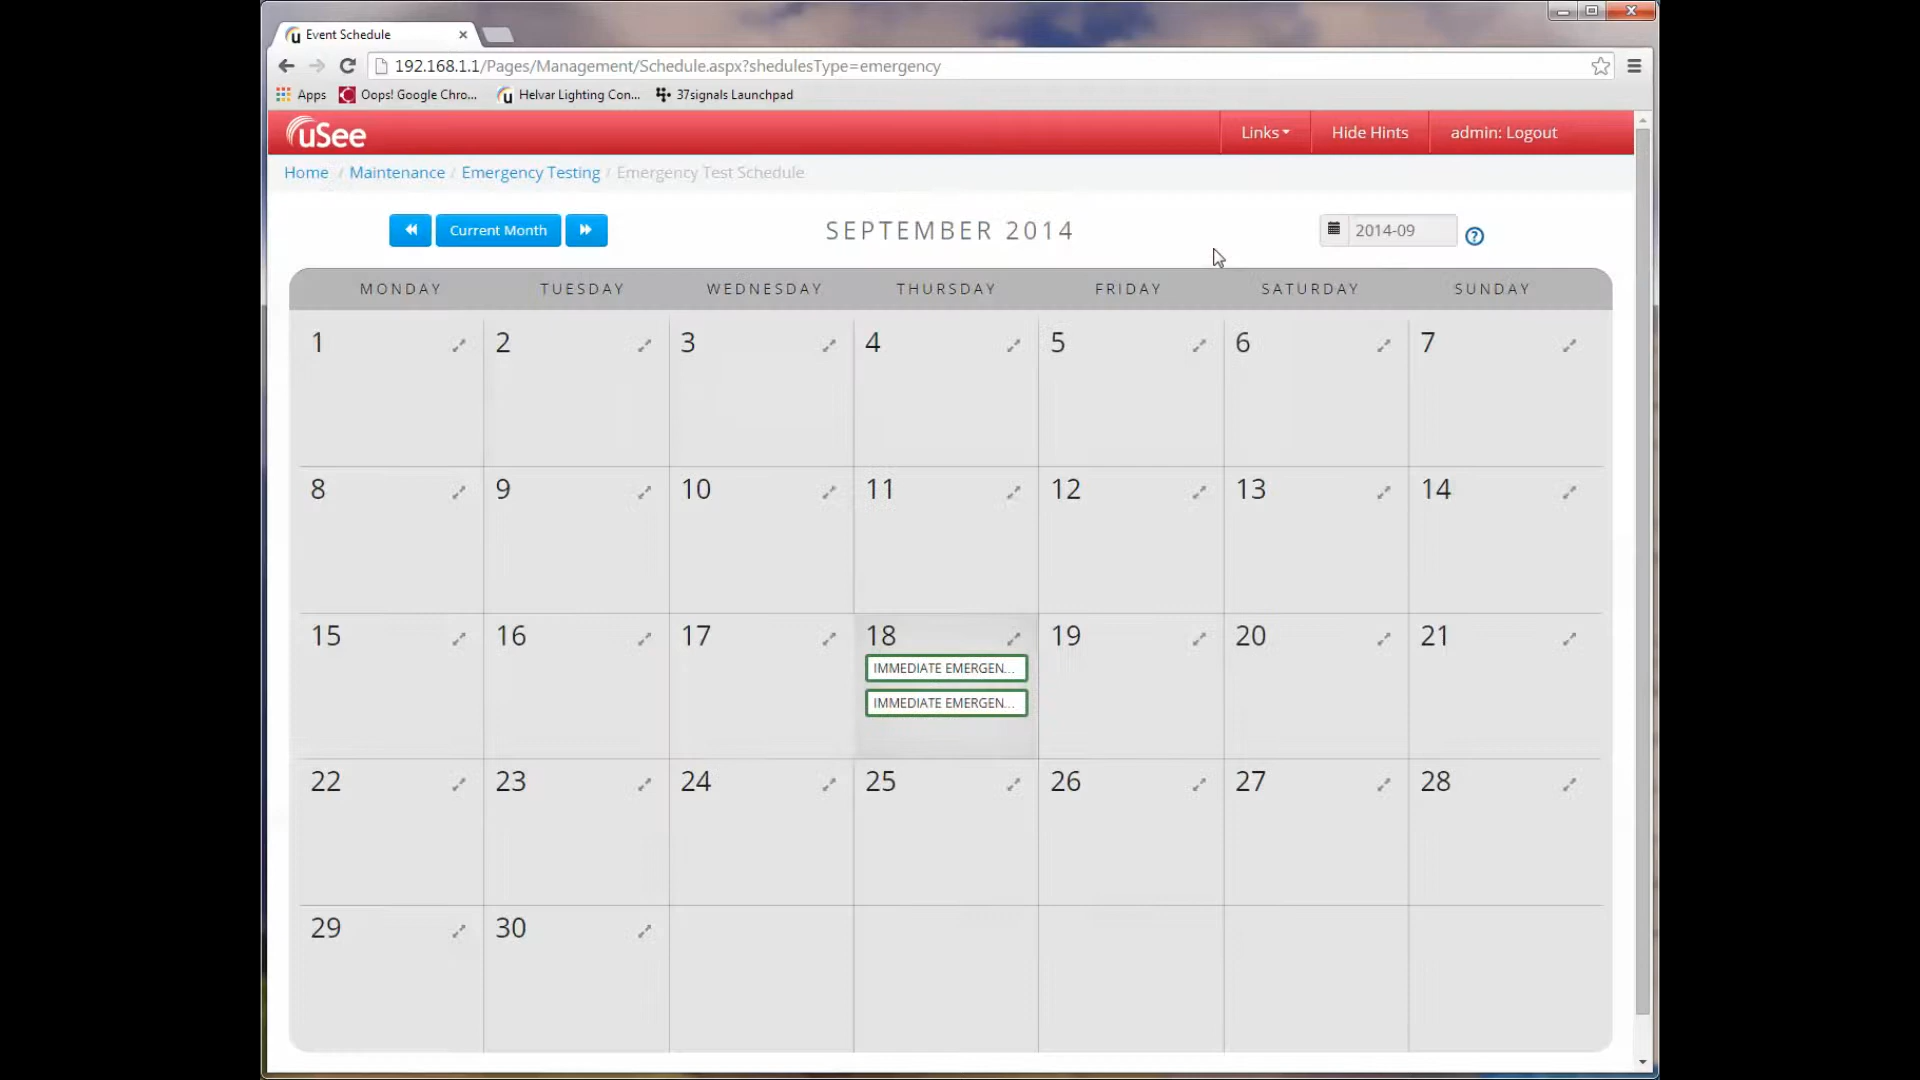 Event Schedule
192.168.1.1/Pages/Management/Schedule.aspx?shedulesType=emergency
Apps Oops! Google Chro... Helvar Lighting Con... 37signals Launchpad
uSee Links Hide Hints admin: Logout
Home / Maintenance / Emergency Testing / Emergency Test Schedule
Current Month SEPTEMBER 2014 2014-09 ?
MONDAY TUESDAY WEDNESDAY THURSDAY FRIDAY SATURDAY SUNDAY
1 2 3 4 5 6 7
8 9 10 11 12 13 14
15 16 17 18 19 20 21
IMMEDIATE EMERGEN...
IMMEDIATE EMERGEN...
22 23 24 25 26 27 28
29 30